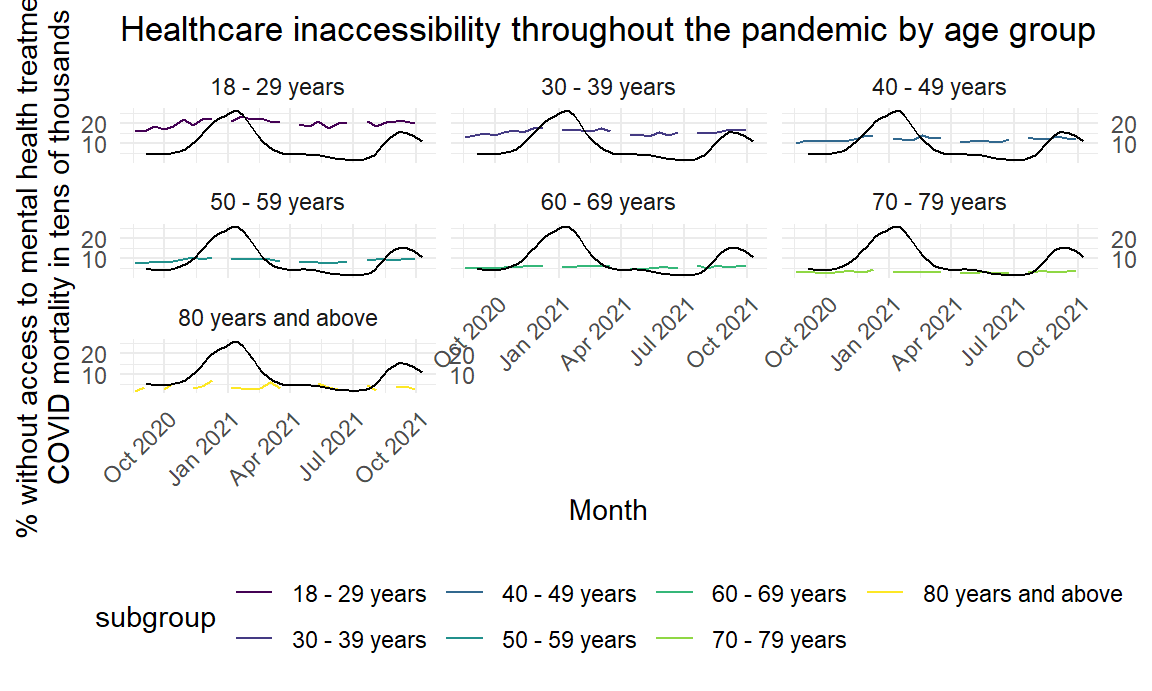 Healthcare inaccessibility throughout the pandemic by age group
% without access to mental health
COVID mortality in tens of thousands
18 - 29 years
30 - 39 years
40 - 49 years
20
10
20
10
50 - 59 years
60 - 69 years
70 - 79 years
20
10
20
10
80 years and above
20
10
20
10
Oct 2020
Jan 2021
Apr 2021
Jul 2021
Oct 2021
Oct 2020
Jan 2021
Apr 2021
Jul 2021
Oct 2021
Oct 2020
Jan 2021
Apr 2021
Jul 2021
Oct 2021
Month
subgroup
18 - 29 years
40 - 49 years
60 - 69 years
80 years and above
30 - 39 years
50 - 59 years
70 - 79 years